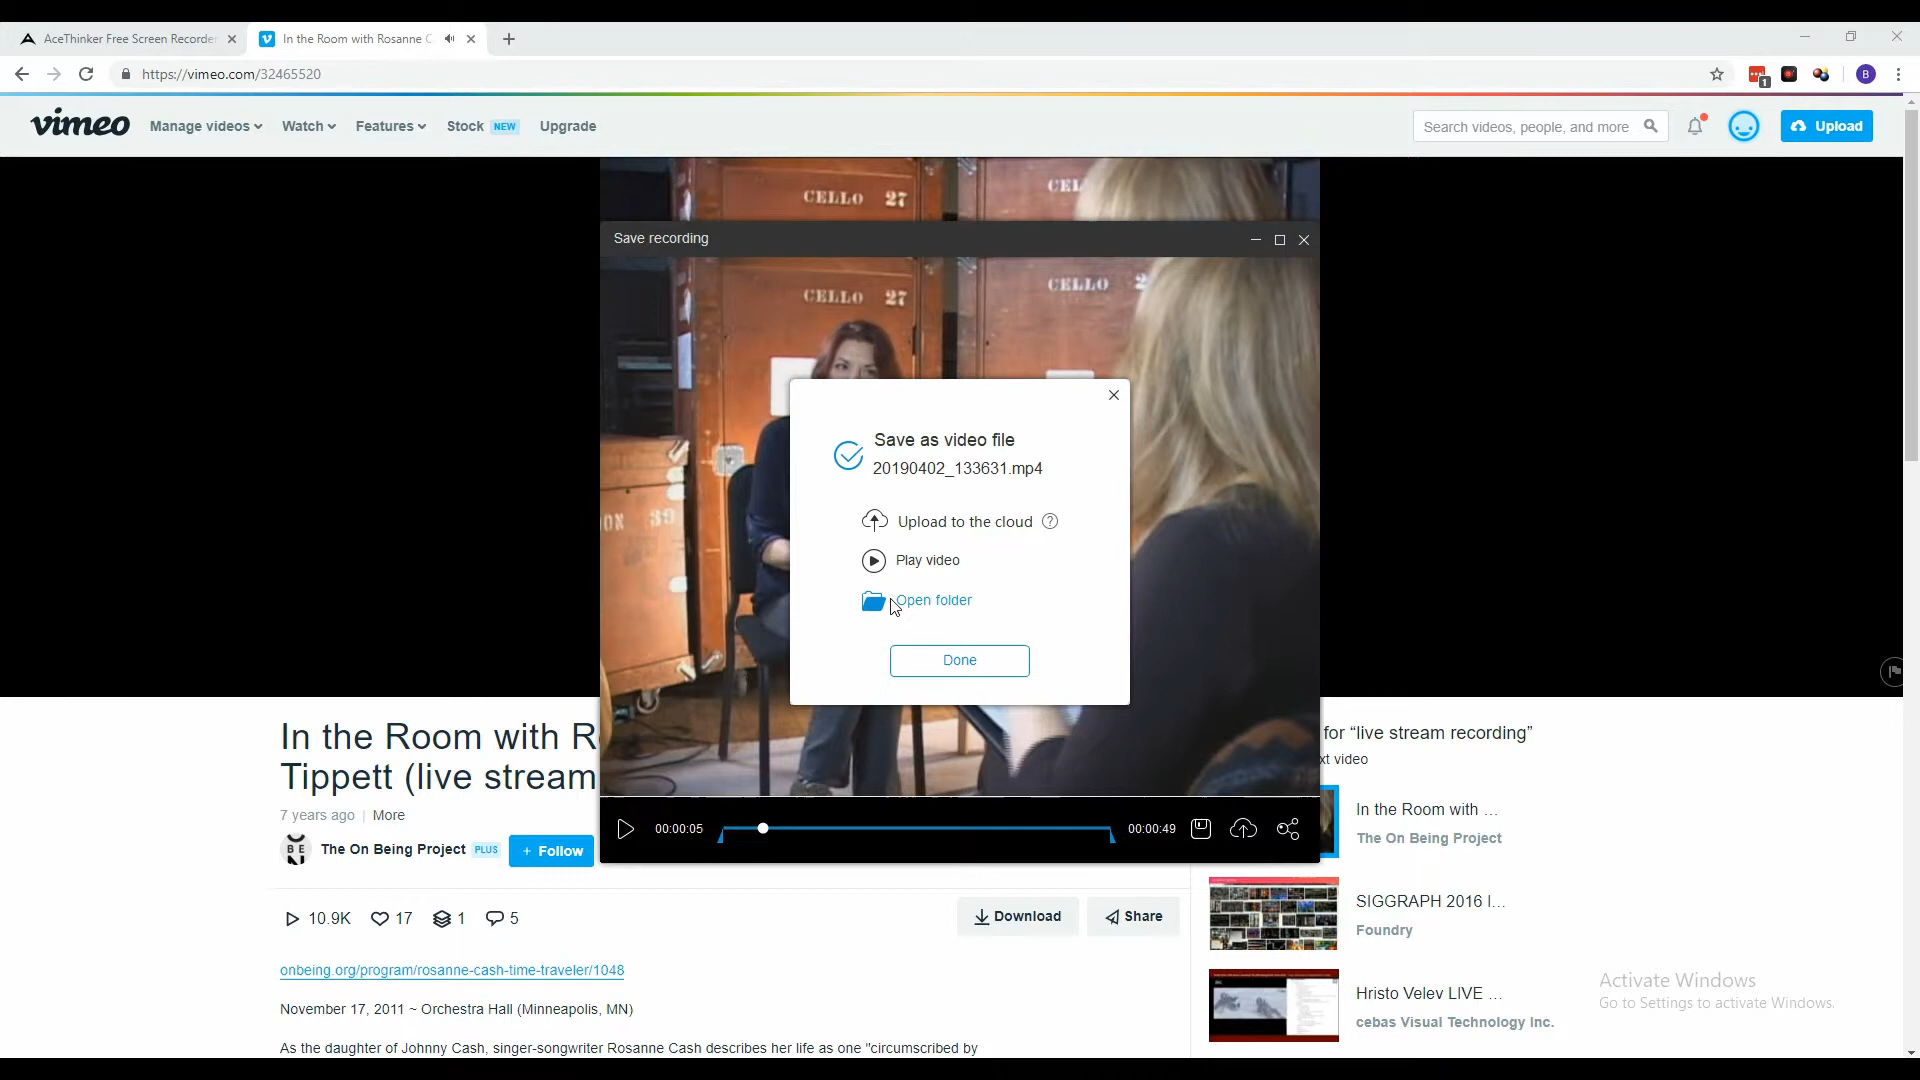 AceThinker Free Screen Recorder
In the Room with Rosanne C
https://vimeo.com/32465520
1
B
vimeo
Manage videos
Watch
Features
Stock NEW
Upgrade
Search videos, people, and more
Upload
CELLO 27
CEL
Save recording
CELLO 27
CELLO 2
ON 39
Save as video file
20190402_133631.mp4
Upload to the cloud ?
Play video
Open folder
Done
00:00:05
00:00:49
In the Room with R
Tippett (live stream
7 years ago | More
BE
The On Being Project PLUS
+ Follow
for “live stream recording”
xt video
In the Room with ...
The On Being Project
SIGGRAPH 2016 I...
Foundry
Hristo Velev LIVE ...
cebas Visual Technology Inc.
10.9K 17 1 5
Download
Share
onbeing.org/program/rosanne-cash-time-traveler/1048
November 17, 2011 ~ Orchestra Hall (Minneapolis, MN)
As the daughter of Johnny Cash, singer-songwriter Rosanne Cash describes her life as one "circumscribed by
Activate Windows
Go to Settings to activate Windows.